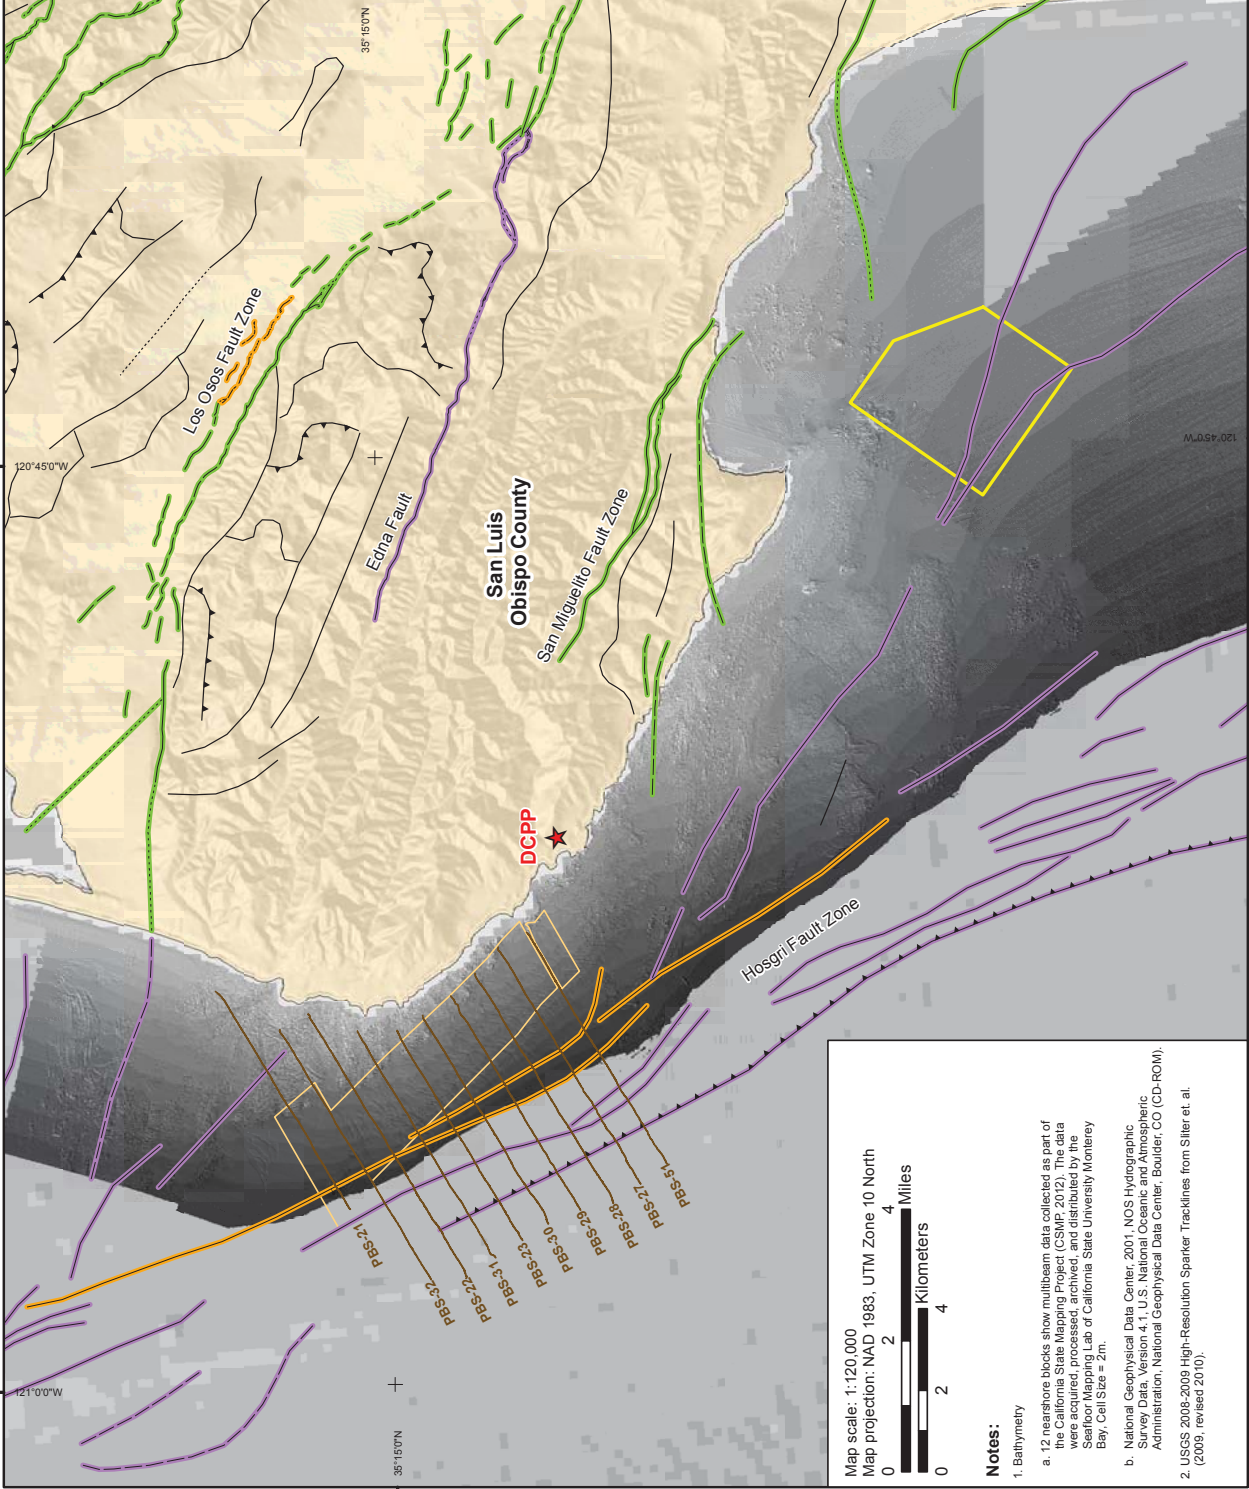 35°15'0"N
120°45'0"W
Los Osos Fault Zone
Edna Fault
San Luis
Obispo County
San Miguelito Fault Zone
120°45'0"W
DCPP
Hosgri Fault Zone
PBS-21
PBS-32
PBS-22
PBS-31
PBS-23
PBS-30
PBS-29
PBS-28
PBS-27
PBS-51
121°0'0"W
35°15'0"N
Map scale: 1:120,000
Map projection: NAD 1983, UTM Zone 10 North
0 2 4
Miles
Kilometers
0 2 4
Notes:
1. Bathymetry
a. 12 nearshore blocks show multibeam data collected as part of
the California State Mapping Project (CSMP, 2012). The data
were acquired, processed, archived, and distributed by the
Seafloor Mapping Lab of California State University Monterey
Bay, Cell Size = 2m.
b. National Geophysical Data Center, 2001, NOS Hydrographic
Survey Data, Version 4.1, U.S. National Oceanic and Atmospheric
Administration, National Geophysical Data Center, Boulder, CO (CD-ROM).
2. USGS 2008-2009 High-Resolution Sparker Tracklines from Sliter et. al.
(2009, revised 2010).